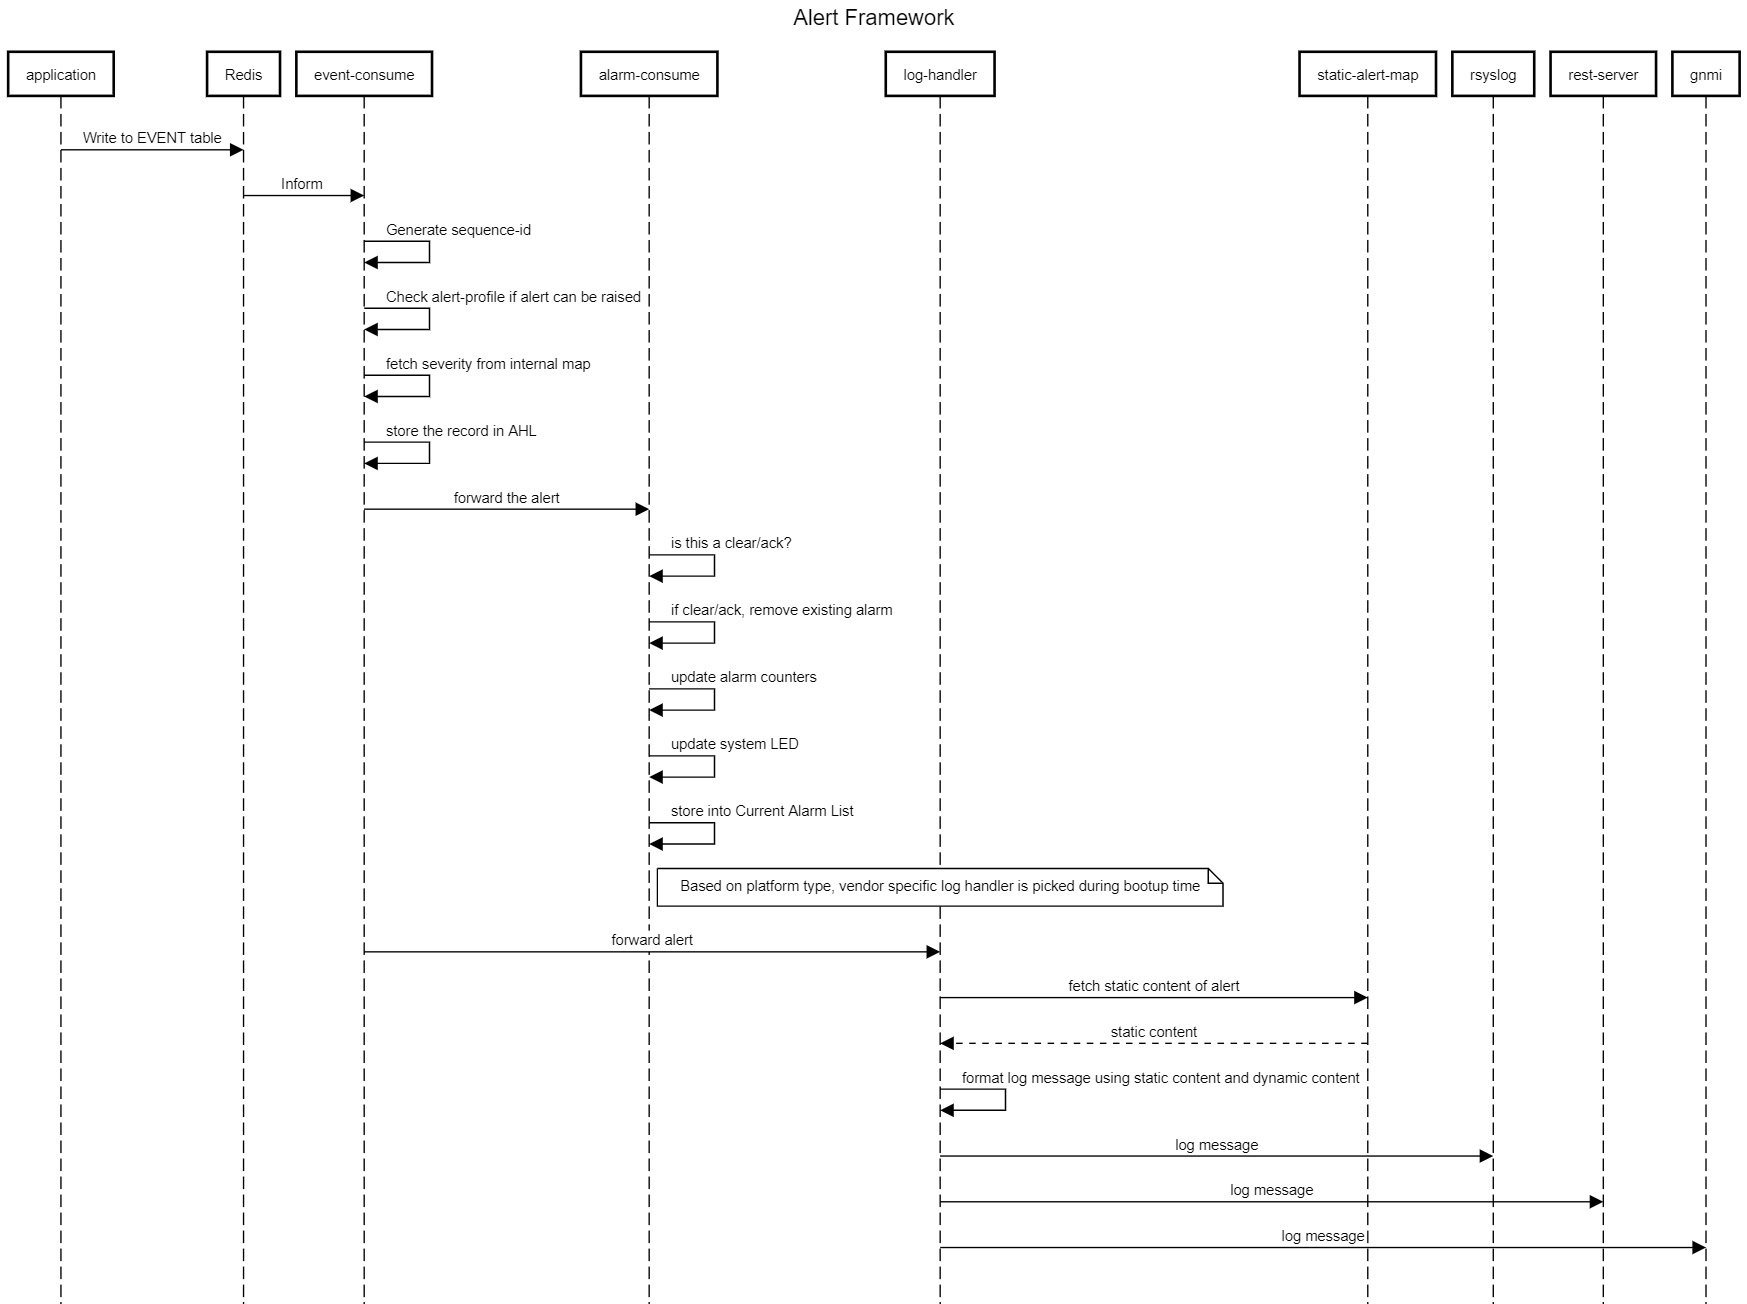 Alert Framework
application
Redis
event-consume
alarm-consume
log-handler
static-alert-map
rsyslog
rest-server
gnmi
Write to EVENT table
Inform
Generate sequence-id
Check alert-profile if alert can be raised
fetch severity from internal map
store the record in AHL
forward the alert
is this a clear/ack?
if clear/ack, remove existing alarm
update alarm counters
update system LED
store into Current Alarm List
Based on platform type, vendor specific log handler is picked during bootup time
forward alert
fetch static content of alert
static content
format log message using static content and dynamic content
log message
log message
log message